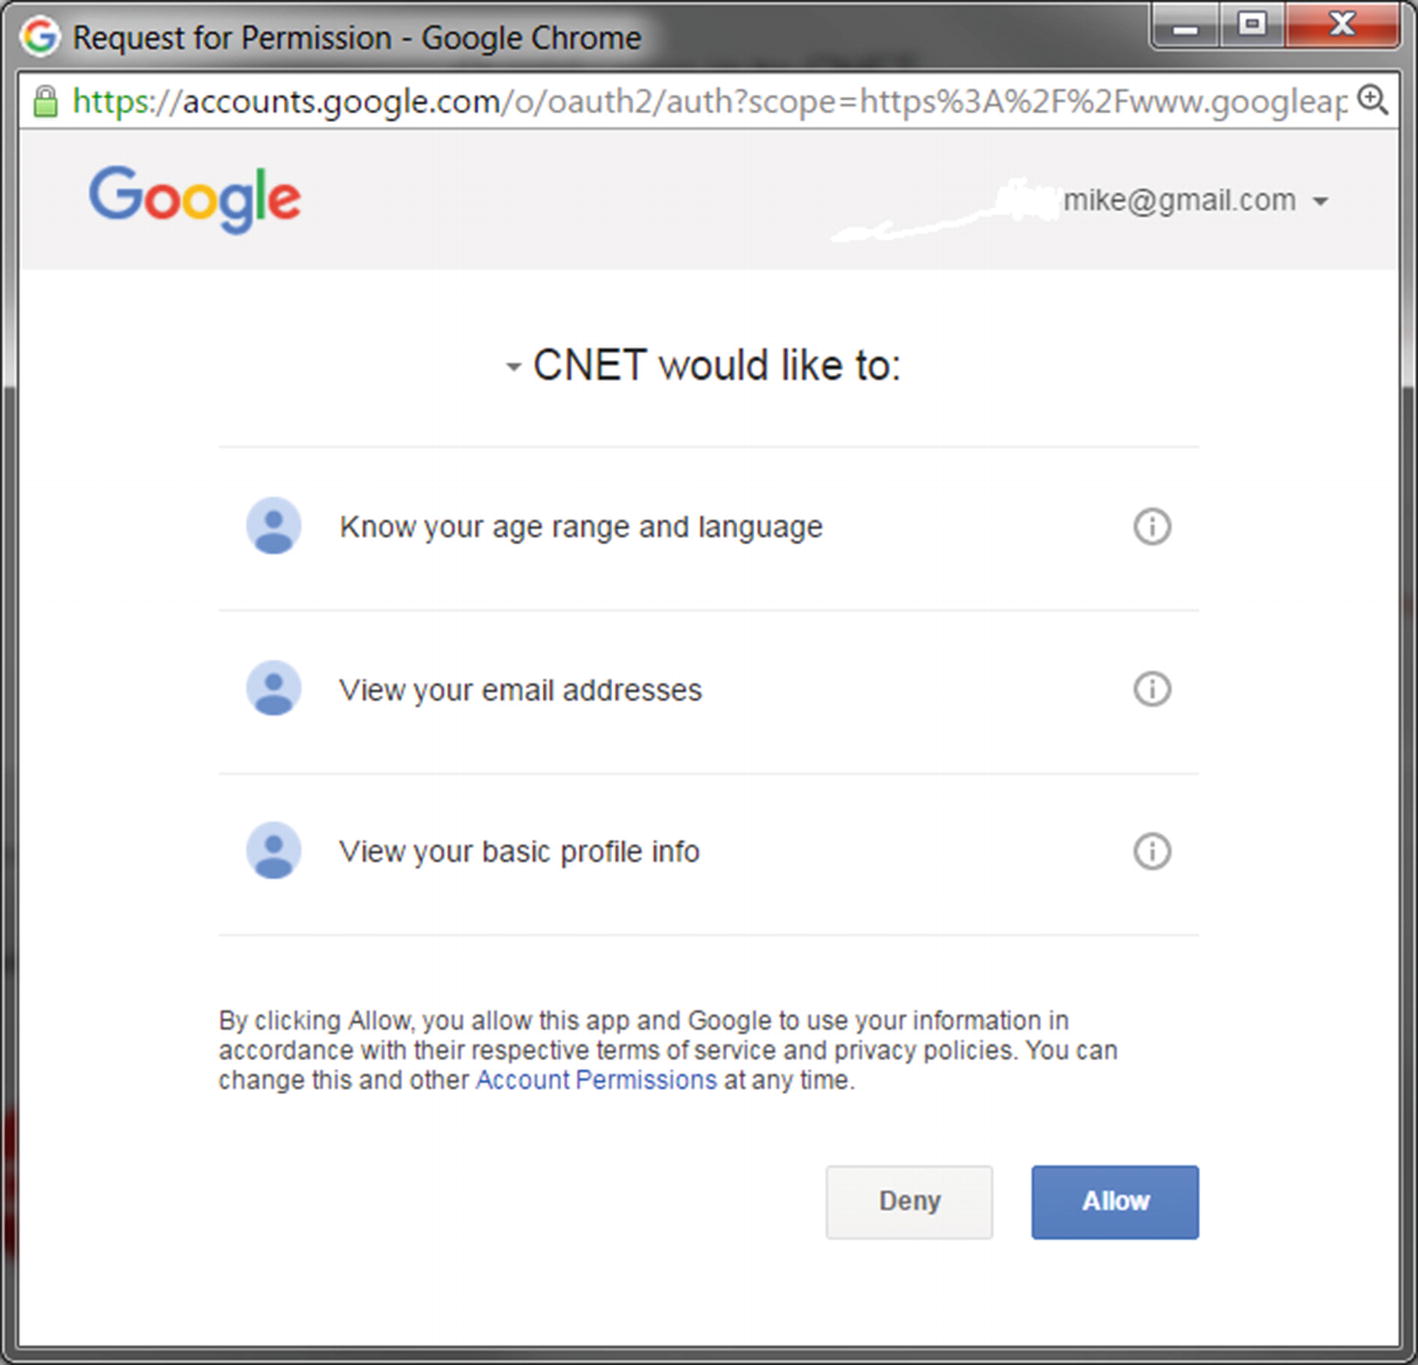 Request for Permission - Google Chrome
https://accounts.google.com/o/oauth2/auth?scope=https%3A%2F%2Fwww.googleap
Google
mike@gmail.com
CNET would like to:
Know your age range and language
View your email addresses
View your basic profile info
By clicking Allow, you allow this app and Google to use your information in
accordance with their respective terms of service and privacy policies. You can
change this and other Account Permissions at any time.
Deny
Allow